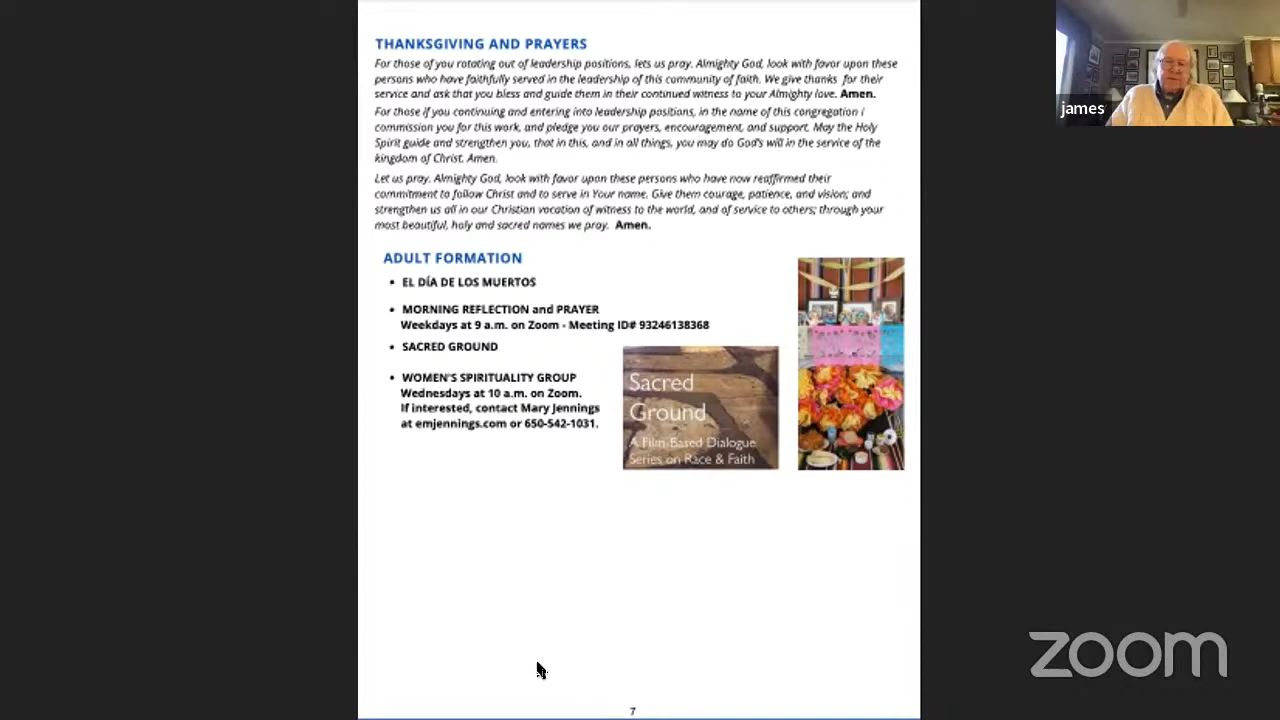 THANKSGIVING AND PRAYERS
For those of you rotating out of leadership positions, lets us pray. Almighty God, look with favor upon these
persons who have faithfully served in the leadership of this community of faith. We give thanks for their
service and ask that you bless and guide them in their continued witness to your Almighty love. Amen.
For those if you continuing and entering into leadership positions, in the name of this congregation i
commission you for this work, and pledge you our prayers, encouragement, and support. May the Holy
Spirit guide and strengthen you, that in this, and in all things, you may do God's will in the service of the
kingdom of Christ. Amen.
Let us pray. Almighty God, look with favor upon these persons who have now reaffirmed their
commitment to follow Christ and to serve in Your name. Give them courage, patience, and vision; and
strengthen us all in our Christian vocation of witness to the world, and of service to others; through your
most beautiful, holy and sacred names we pray. Amen.
ADULT FORMATION
• EL DÍA DE LOS MUERTOS
• MORNING REFLECTION and PRAYER
Weekdays at 9 a.m. on Zoom - Meeting ID# 93246138368
• SACRED GROUND
• WOMEN'S SPIRITUALITY GROUP
Wednesdays at 10 a.m. on Zoom.
If interested, contact Mary Jennings
at emjennings.com or 650-542-1031.
Sacred
Ground
A Film-Based Dialogue
Series on Race & Faith
7
james
zoom